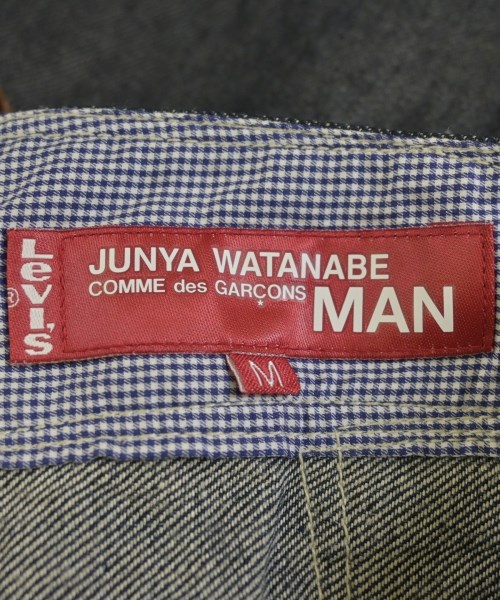 LEVI'S
®
JUNYA WATANABE
COMME des GARÇONS
MAN
M